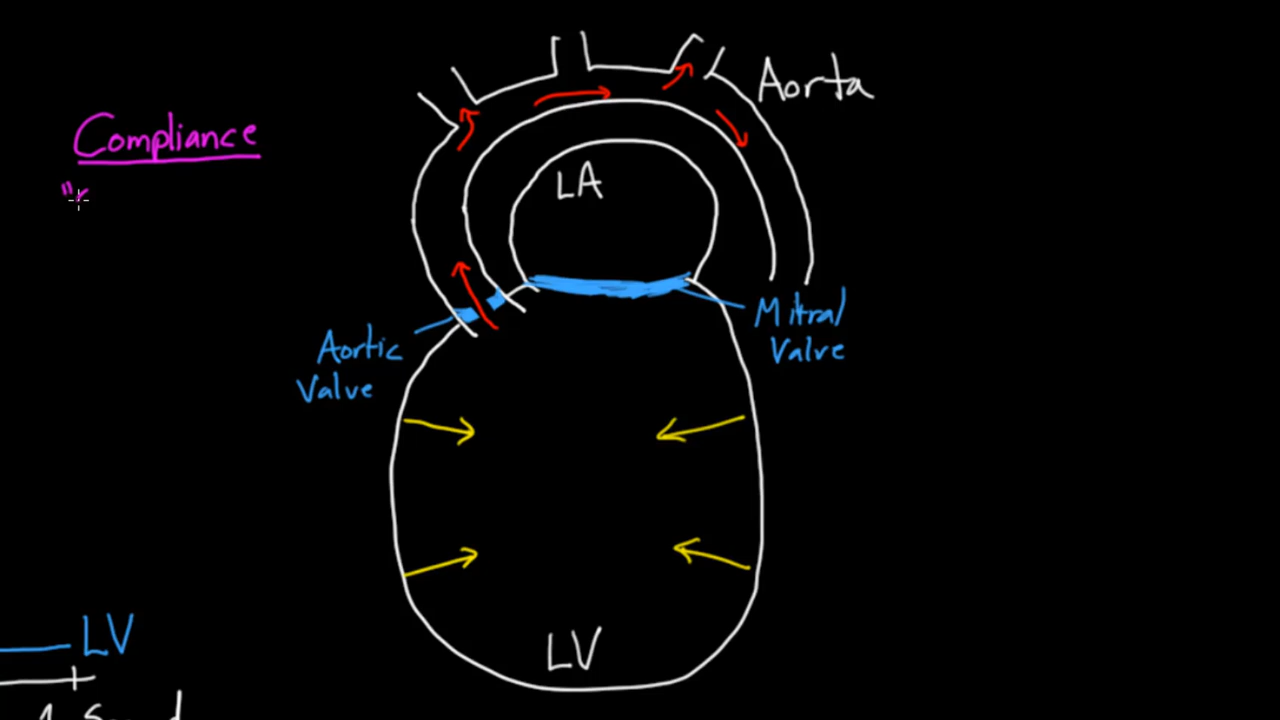 Aorta
Compliance
LA
Mitral
Valve
Aortic
Valve
LV
LV